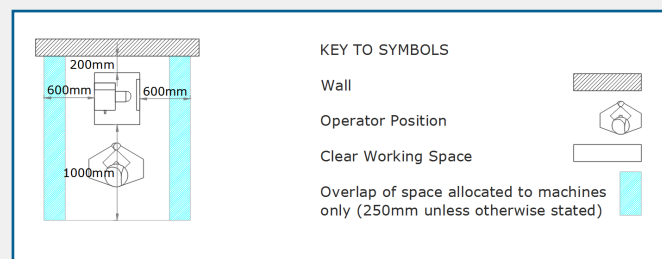 KEY TO SYMBOLS
200mm
600mm 600mm
Wall
Operator Position
Clear Working Space
1000mm
Overlap of space allocated to machines
only (250mm unless otherwise stated)